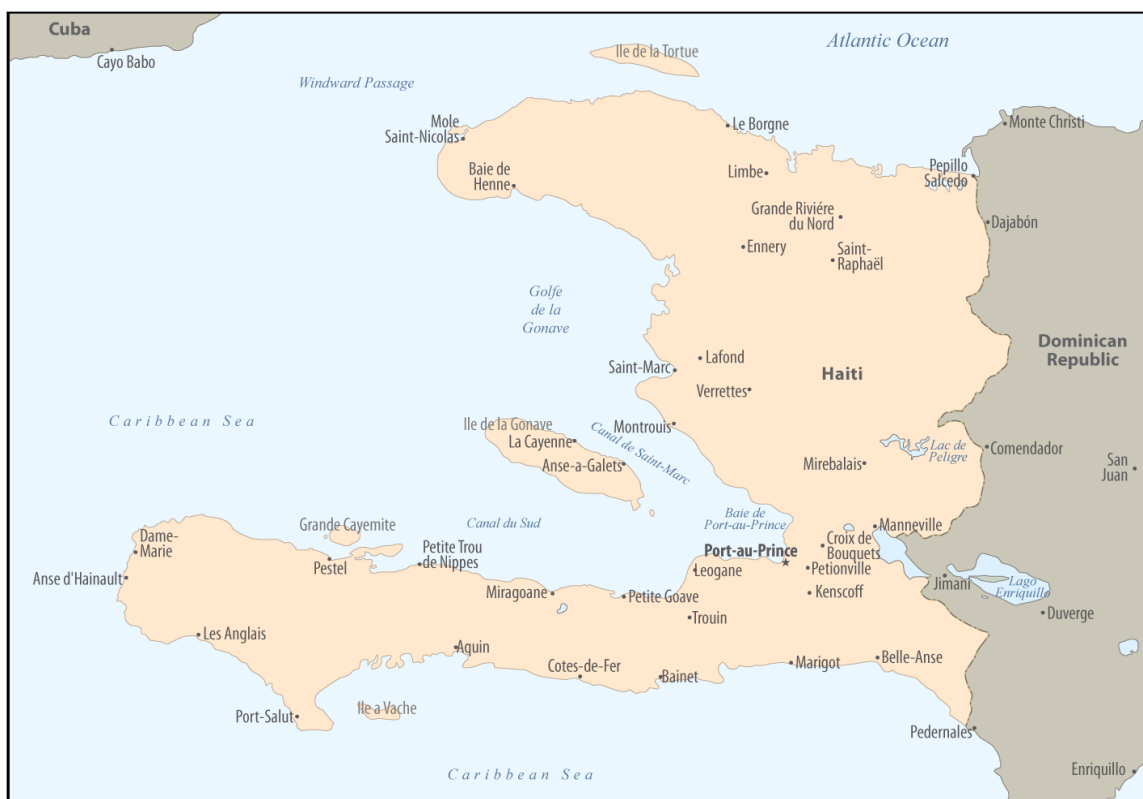 Cuba
Cayo Babo
Ile de la Tortue
Atlantic Ocean
Windward Passage
Mole
Saint-Nicolas
Le Borgne
Monte Christi
Baie de
Henne
Limbe
Pepillo
Salcedo
Grande Riviére
du Nord
Dajabón
Ennery
Saint-
Raphaël
Golfe
de la
Gonave
Dominican
Republic
Saint-Marc
Lafond
Haiti
Verrettes
Caribbean Sea
Ile de la Gonave
Montrouis
La Cayenne
Canal de Saint-Marc
Anse-a-Galets
Mirebalais
Lac de
Peligre
Comendador
San
Juan
Grande Cayemite
Canal du Sud
Baie de
Port-au-Prince
Manneville
Dame-
Marie
Petite Trou
de Nippes
Port-au-Prince
Croix de
Bouquets
Pestel
Leogane
Petionville
Anse d'Hainault
Jimani
Lago
Enriquillo
Miragoane
Petite Goave
Kenscoff
Duverge
Trouin
Les Anglais
Aquin
Cotes-de-Fer
Bainet
Marigot
Belle-Anse
Port-Salut
Ile a Vache
Pedernales
Caribbean Sea
Enriquillo